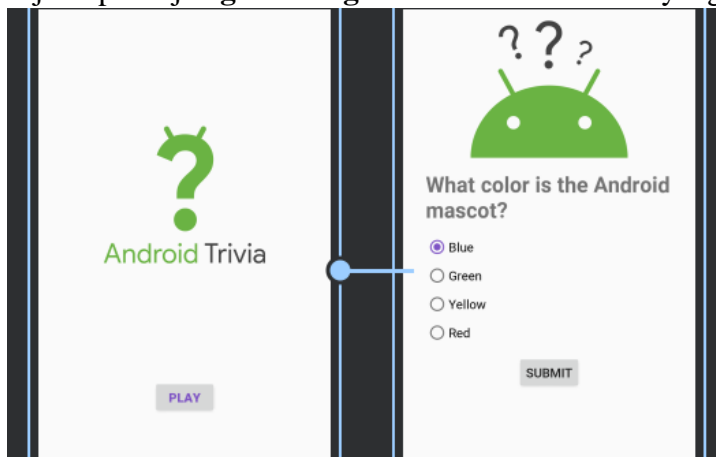 Android Trivia
PLAY
? ? ?
What color is the Android
mascot?
Blue
Green
Yellow
Red
SUBMIT